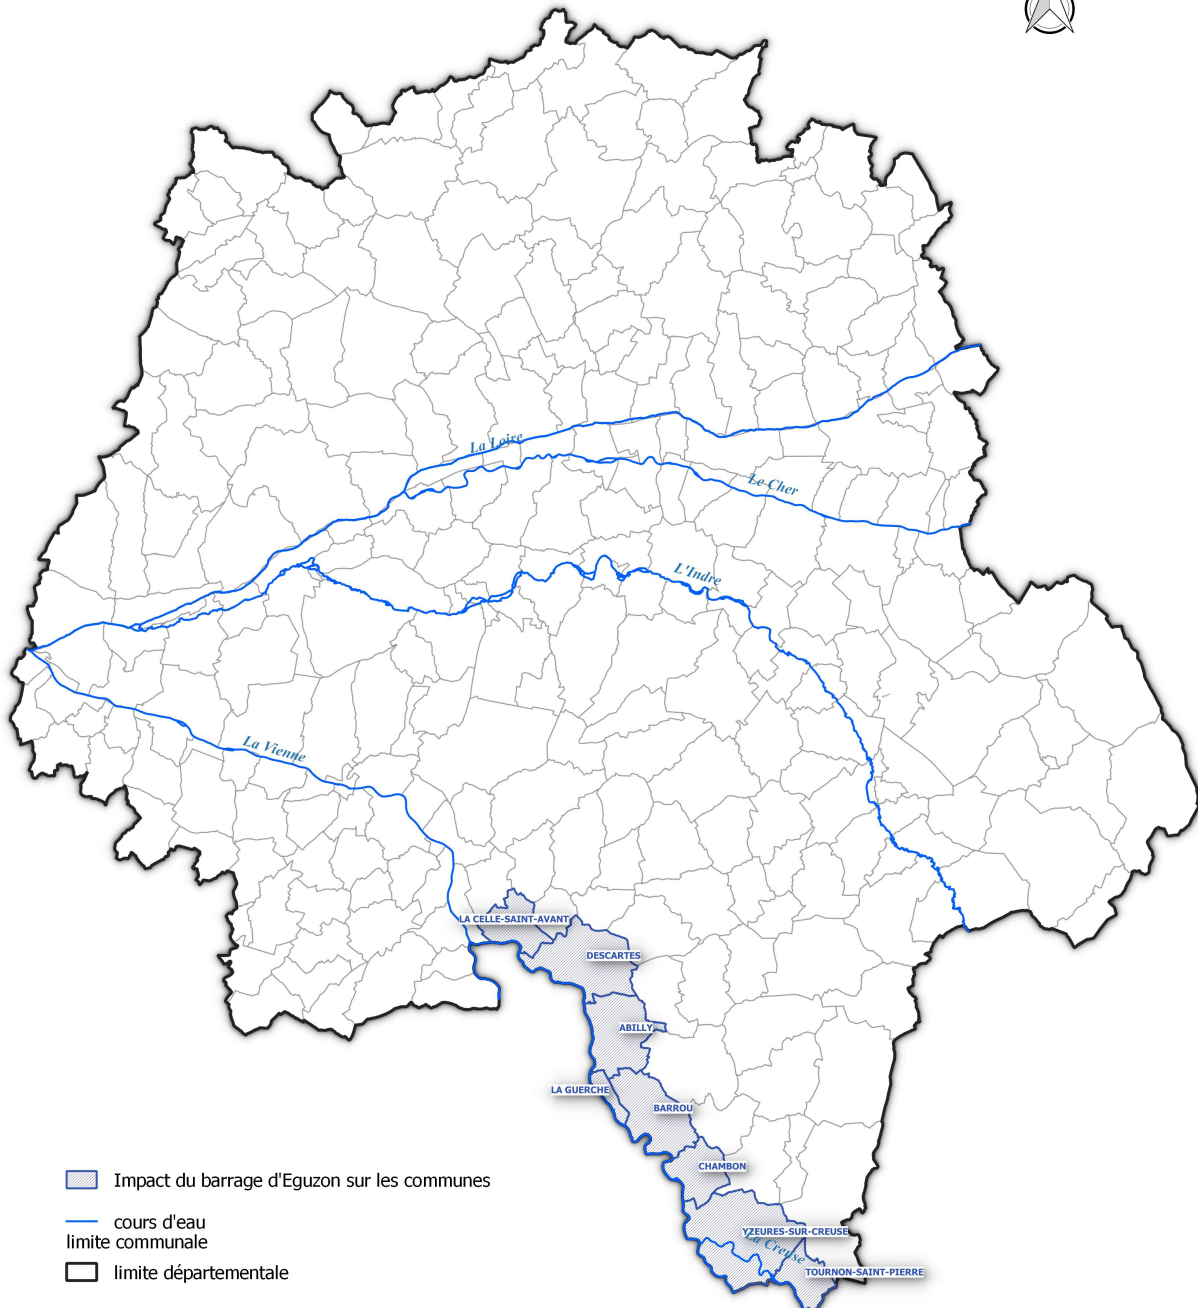 La Loire
Le Cher
L'Indre
La Vienne
LA CELLE-SAINT-AVANT
DESCARTES
ABILLY
LA GUERCHE
BARROU
CHAMBON
YZEURES-SUR-CREUSE
La Creuse
TOURNON-SAINT-PIERRE
Impact du barrage d'Eguzon sur les communes
cours d'eau
limite communale
limite départementale